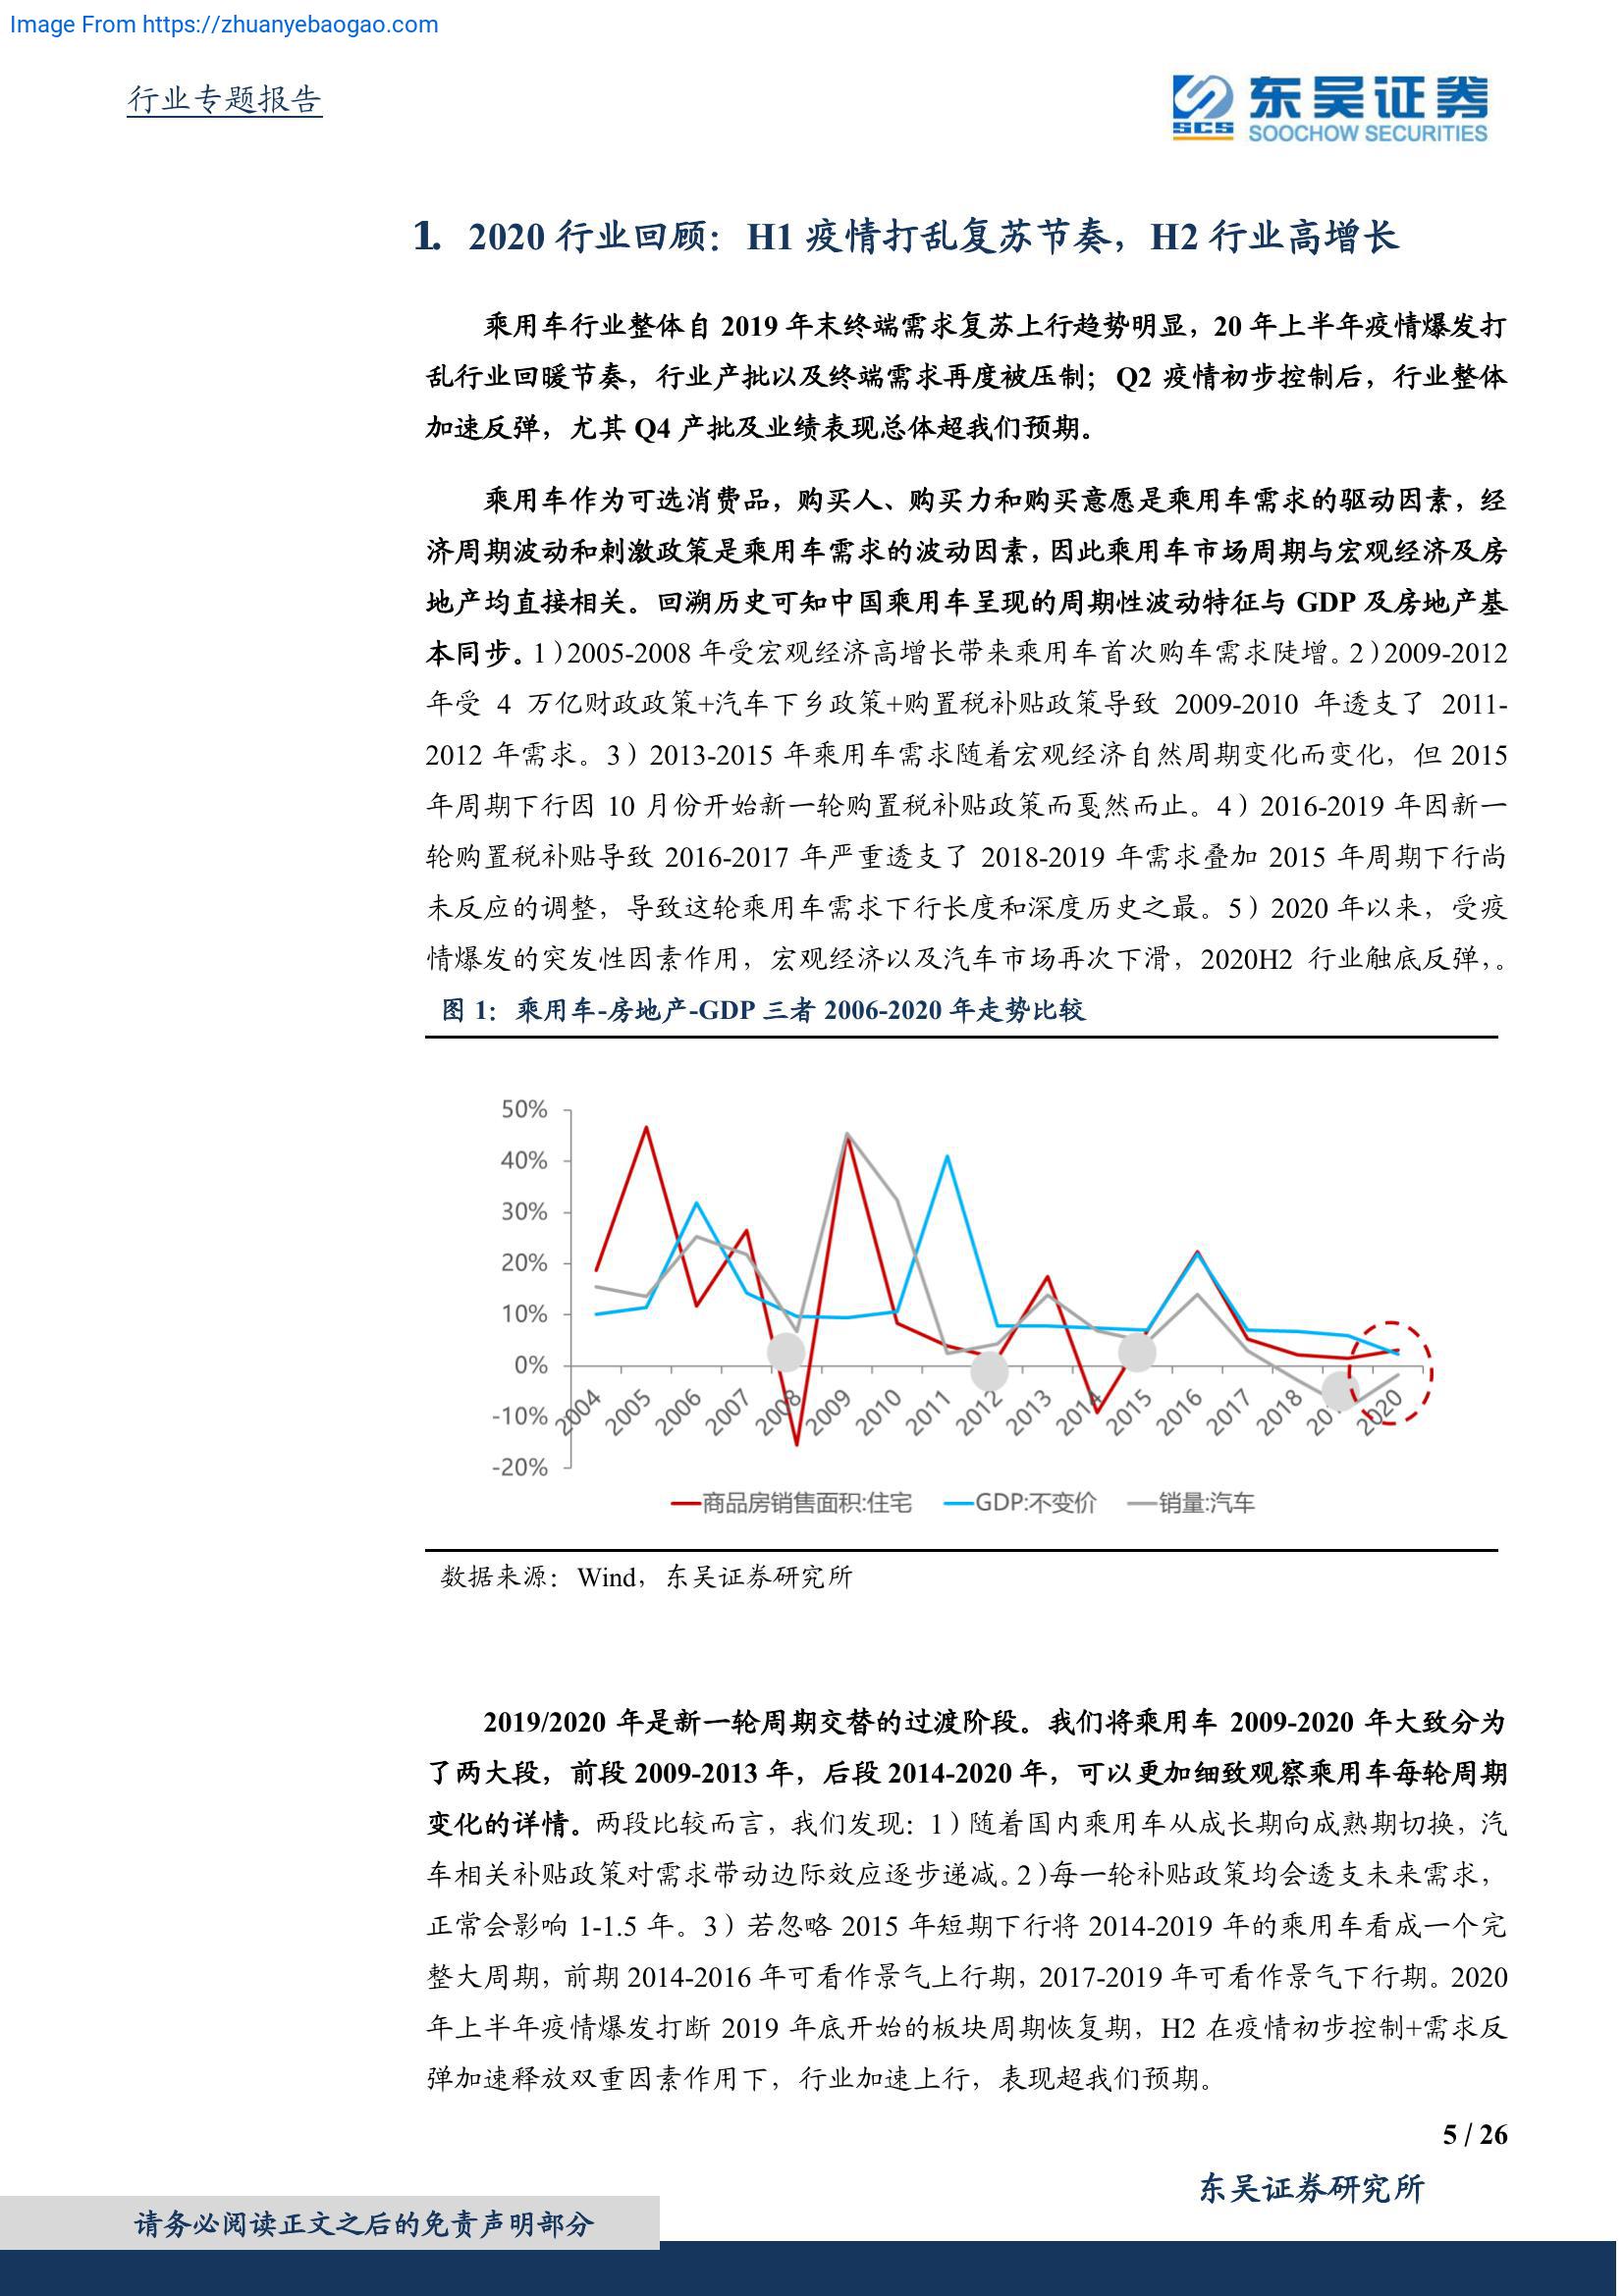 Image From https://zhuanyebaogao.com
行业专题报告
东吴证券
SCS
SOOCHOW SECURITIES
1. 2020 行业回顾：H1 疫情打乱复苏节奏，H2 行业高增长
乘用车行业整体自 2019 年末终端需求复苏上行趋势明显，20 年上半年疫情爆发打
乱行业回暖节奏，行业产批以及终端需求再度被压制；Q2 疫情初步控制后，行业整体
加速反弹，尤其 Q4 产批及业绩表现总体超我们预期。
乘用车作为可选消费品，购买人、购买力和购买意愿是乘用车需求的驱动因素，经
济周期波动和刺激政策是乘用车需求的波动因素，因此乘用车市场周期与宏观经济及房
地产均直接相关。回溯历史可知中国乘用车呈现的周期性波动特征与 GDP 及房地产基
本同步。1）2005-2008 年受宏观经济高增长带来乘用车首次购车需求陡增。2）2009-2012
年受 4 万亿财政政策+汽车下乡政策+购置税补贴政策导致 2009-2010 年透支了 2011-
2012 年需求。3）2013-2015 年乘用车需求随着宏观经济自然周期变化而变化，但 2015
年周期下行因 10 月份开始新一轮购置税补贴政策而戛然而止。4）2016-2019 年因新一
轮购置税补贴导致 2016-2017 年严重透支了 2018-2019 年需求叠加 2015 年周期下行尚
未反应的调整，导致这轮乘用车需求下行长度和深度历史之最。5）2020 年以来，受疫
情爆发的突发性因素作用，宏观经济以及汽车市场再次下滑，2020H2 行业触底反弹，。
图 1：乘用车-房地产-GDP 三者 2006-2020 年走势比较
50%
40%
30%
20%
10%
0%
-10%
-20%
2004 2005 2006 2007 2008 2009 2010 2011 2012 2013 2014 2015 2016 2017 2018 2020
商品房销售面积:住宅 GDP:不变价 销量:汽车
数据来源：Wind，东吴证券研究所
2019/2020 年是新一轮周期交替的过渡阶段。我们将乘用车 2009-2020 年大致分为
了两大段，前段 2009-2013 年，后段 2014-2020 年，可以更加细致观察乘用车每轮周期
变化的详情。两段比较而言，我们发现：1）随着国内乘用车从成长期向成熟期切换，汽
车相关补贴政策对需求带动边际效应逐步递减。2）每一轮补贴政策均会透支未来需求，
正常会影响 1-1.5 年。3）若忽略 2015 年短期下行将 2014-2019 年的乘用车看成一个完
整大周期，前期 2014-2016 年可看作景气上行期，2017-2019 年可看作景气下行期。2020
年上半年疫情爆发打断 2019 年底开始的板块周期恢复期，H2 在疫情初步控制+需求反
弹加速释放双重因素作用下，行业加速上行，表现超我们预期。
5 / 26
东吴证券研究所
请务必阅读正文之后的免责声明部分